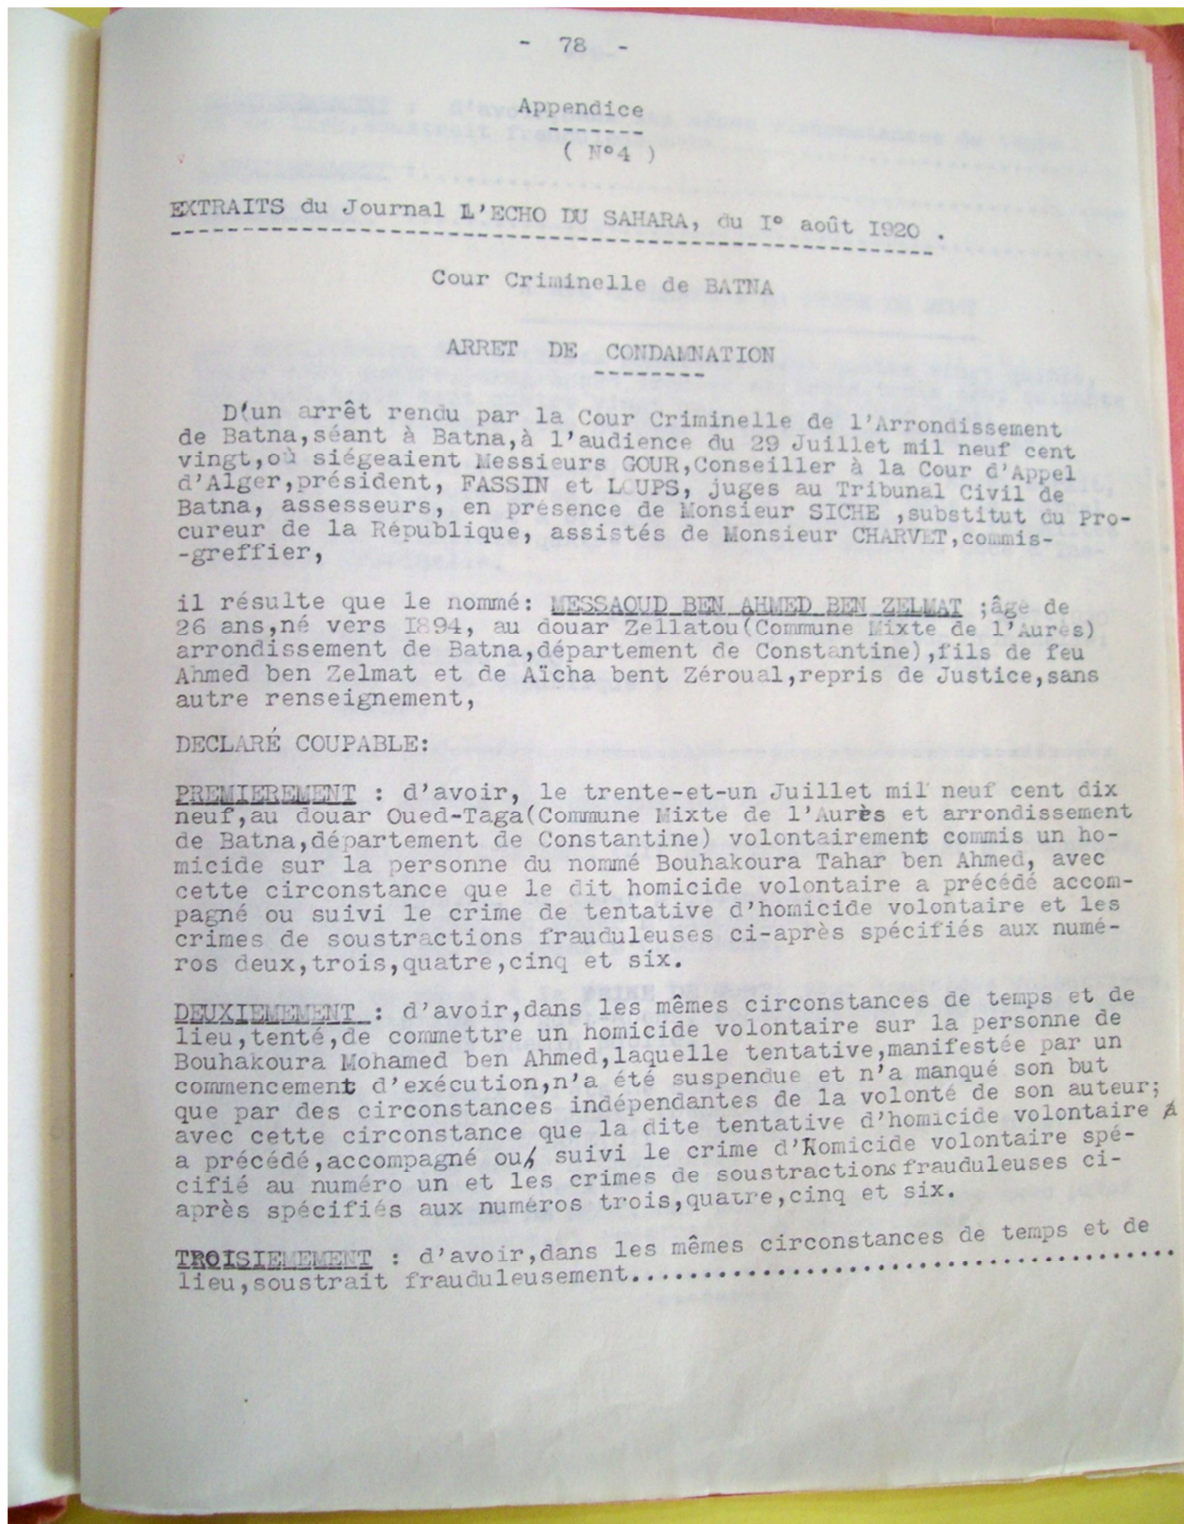 - 78 -
Appendice
-------
( N°4 )
EXTRAITS du Journal L'ECHO DU SAHARA, du I° août I920 .
Cour Criminelle de BATNA
ARRET DE CONDAMNATION
--------
D'un arrêt rendu par la Cour Criminelle de l'Arrondissement
de Batna,séant à Batna,à l'audience du 29 Juillet mil neuf cent
vingt,où siégeaient Messieurs GOUR,Conseiller à la Cour d'Appel
d'Alger,président, FASSIN et LOUPS, juges au Tribunal Civil de
Batna, assesseurs, en présence de Monsieur SICHE ,substitut du Pro-
cureur de la République, assistés de Monsieur CHARVET,commis-
-greffier,
il résulte que le nommé: MESSAOUD BEN AHMED BEN ZELMAT ;âgé de
26 ans,né vers I894, au douar Zellatou(Commune Mixte de l'Aurès)
arrondissement de Batna,département de Constantine),fils de feu
Ahmed ben Zelmat et de Aïcha bent Zéroual,repris de Justice,sans
autre renseignement,
DECLARÉ COUPABLE:
PREMIEREMENT : d'avoir, le trente-et-un Juillet mil neuf cent dix
neuf,au douar Oued-Taga(Commune Mixte de l'Aurès et arrondissement
de Batna,département de Constantine) volontairement commis un ho-
micide sur la personne du nommé Bouhakoura Tahar ben Ahmed, avec
cette circonstance que le dit homicide volontaire a précédé accom-
pagné ou suivi le crime de tentative d'homicide volontaire et les
crimes de soustractions frauduleuses ci-après spécifiés aux numé-
ros deux,trois,quatre,cinq et six.
DEUXIEMEMENT : d'avoir,dans les mêmes circonstances de temps et de
lieu,tenté,de commettre un homicide volontaire sur la personne de
Bouhakoura Mohamed ben Ahmed,laquelle tentative,manifestée par un
commencement d'exécution,n'a été suspendue et n'a manqué son but
que par des circonstances indépendantes de la volonté de son auteur;
avec cette circonstance que la dite tentative d'homicide volontaire
a précédé,accompagné ou suivi le crime d'Homicide volontaire spé-
cifié au numéro un et les crimes de soustractions frauduleuses ci-
après spécifiés aux numéros trois,quatre,cinq et six.
TROISIEMEMENT : d'avoir,dans les mêmes circonstances de temps et de
lieu,soustrait frauduleusement......................................